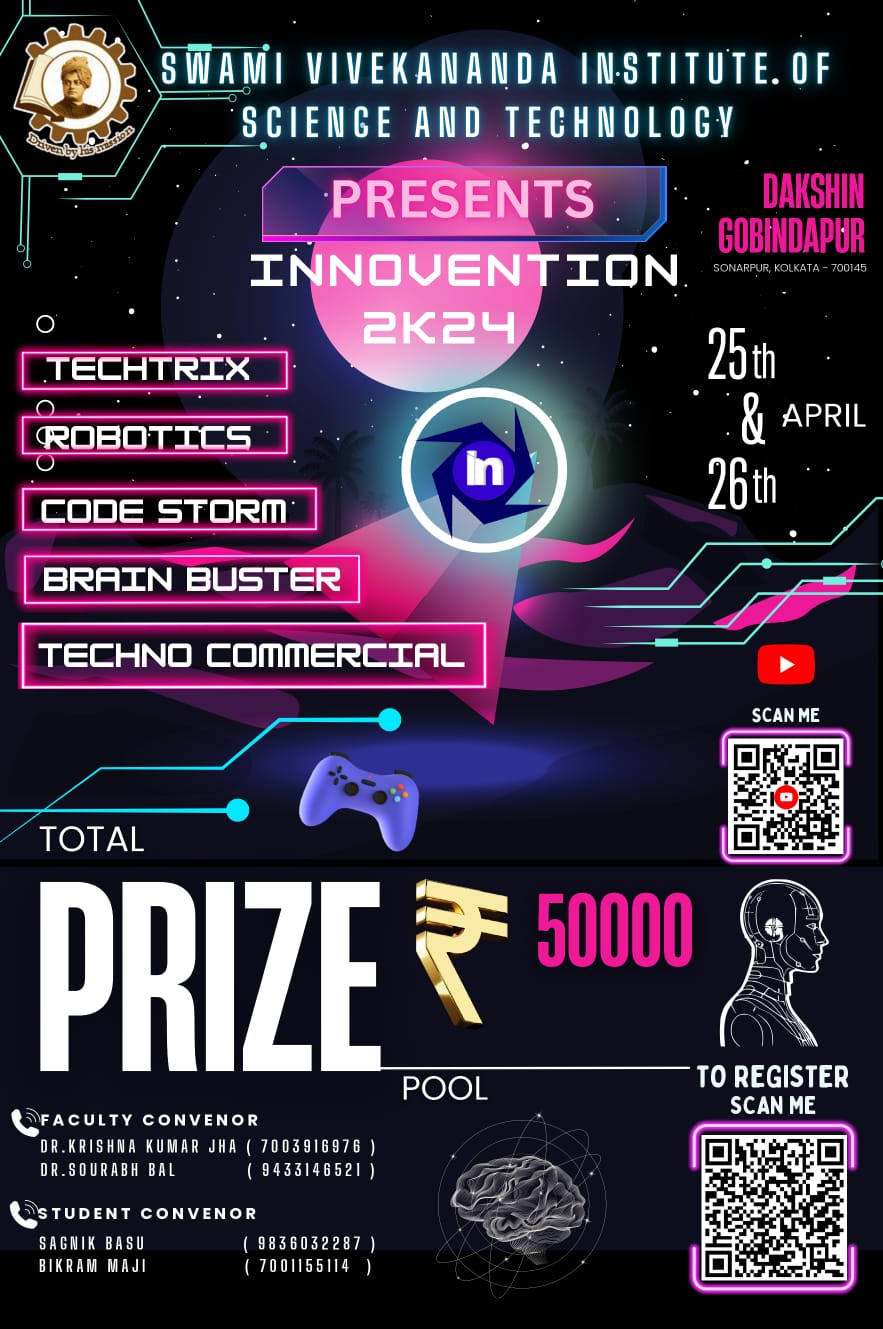 SWAMI VIVEKANANDA INSTITUTE OF
SCIENCE AND TECHNOLOGY
Driven by his mission
PRESENTS
INNOVENTION
2K24
DAKSHIN
GOBINDAPUR
SONARPUR, KOLKATA - 700145
TECHTRIX
ROBOTICS
CODE STORM
BRAIN BUSTER
TECHNO COMMERCIAL
in
25th
& APRIL
26th
SCAN ME
TOTAL
PRIZE
₹ 50000
POOL
TO REGISTER
SCAN ME
FACULTY CONVENOR
DR.KRISHNA KUMAR JHA ( 7003916976 )
DR.SOURABH BAL ( 9433146521 )
STUDENT CONVENOR
SAGNIK BASU ( 9836032287 )
BIKRAM MAJI ( 7001155114 )